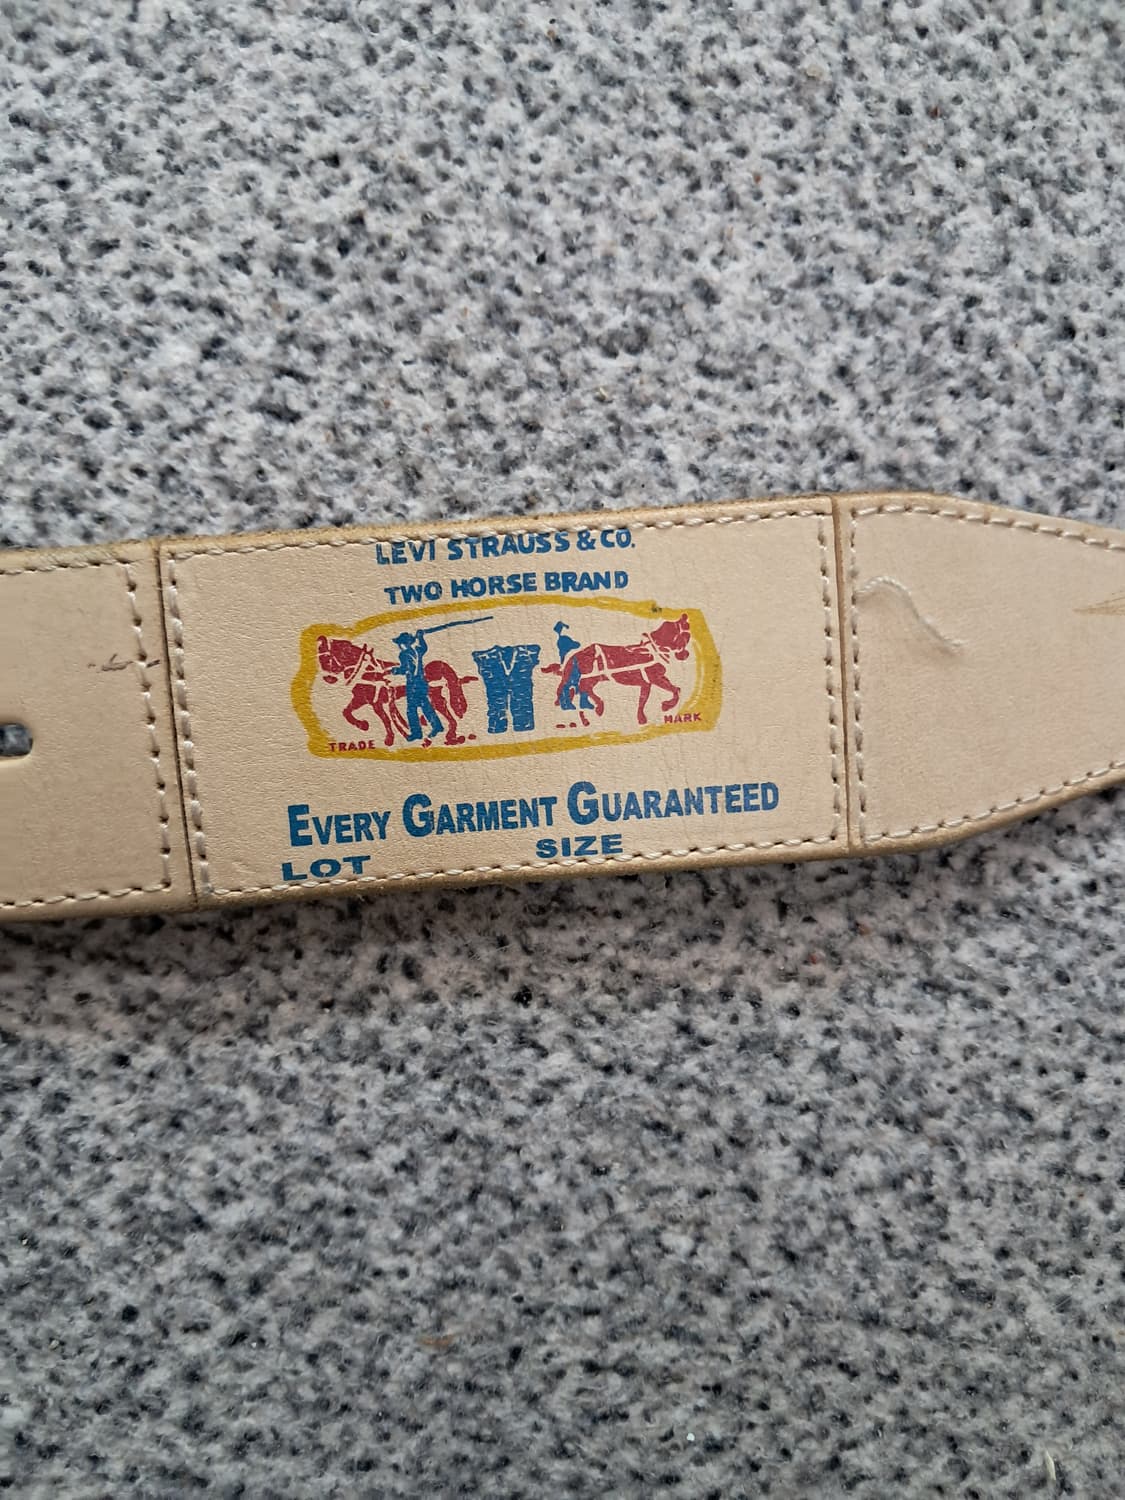 LEVI STRAUSS & CO.
TWO HORSE BRAND
TRADE MARK
EVERY GARMENT GUARANTEED
LOT SIZE